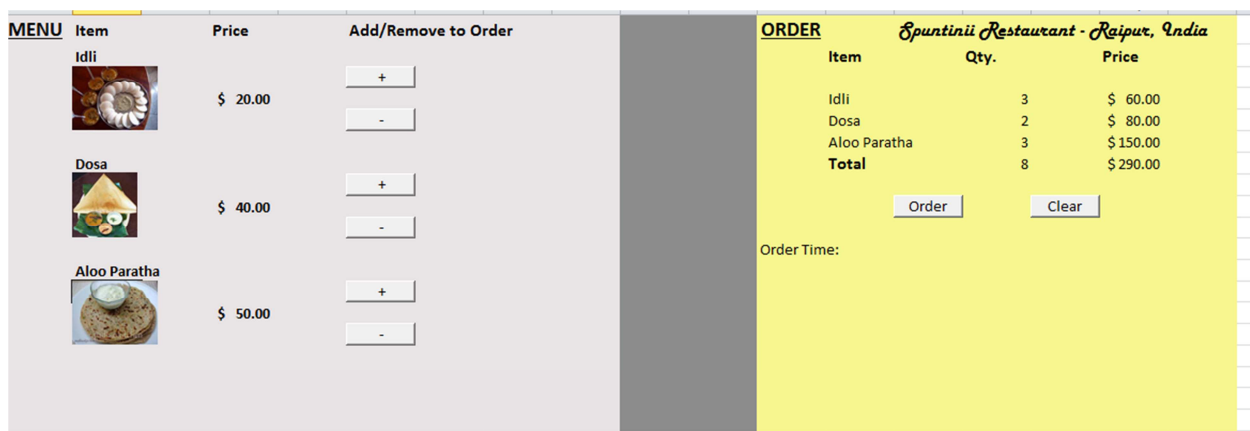 MENU Item Price Add/Remove to Order
Idli
+
$ 20.00
-
Dosa
+
$ 40.00
-
Aloo Paratha
+
$ 50.00
-
ORDER Spuntinii Restaurant - Raipur, India
Item Qty. Price
Idli 3 $ 60.00
Dosa 2 $ 80.00
Aloo Paratha 3 $150.00
Total 8 $290.00
Order Clear
Order Time: